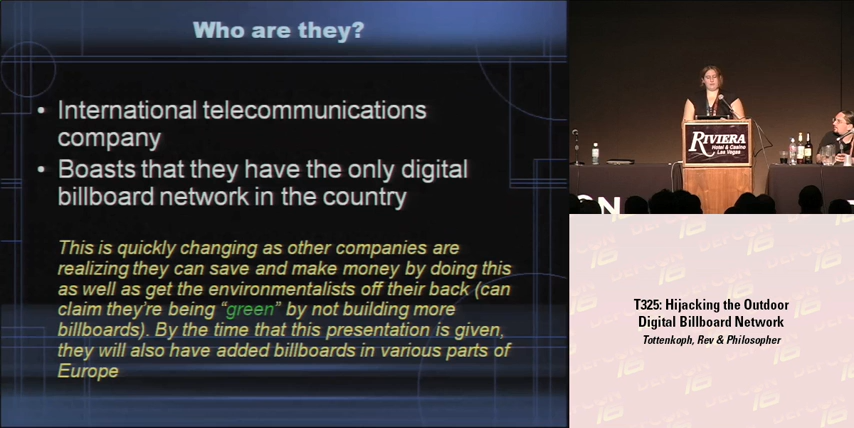 Who are they?
• International telecommunications
company
• Boasts that they have the only digital
billboard network in the country
This is quickly changing as other companies are
realizing they can save and make money by doing this
as well as get the environmentalists off their back (can
claim they're being "green" by not building more
billboards). By the time that this presentation is given,
they will also have added billboards in various parts of
Europe
RIVIERA
Hotel & Casino
Las Vegas
CON
T325: Hijacking the Outdoor
Digital Billboard Network
Tottenkoph, Rev & Philosopher
DEFCON
16